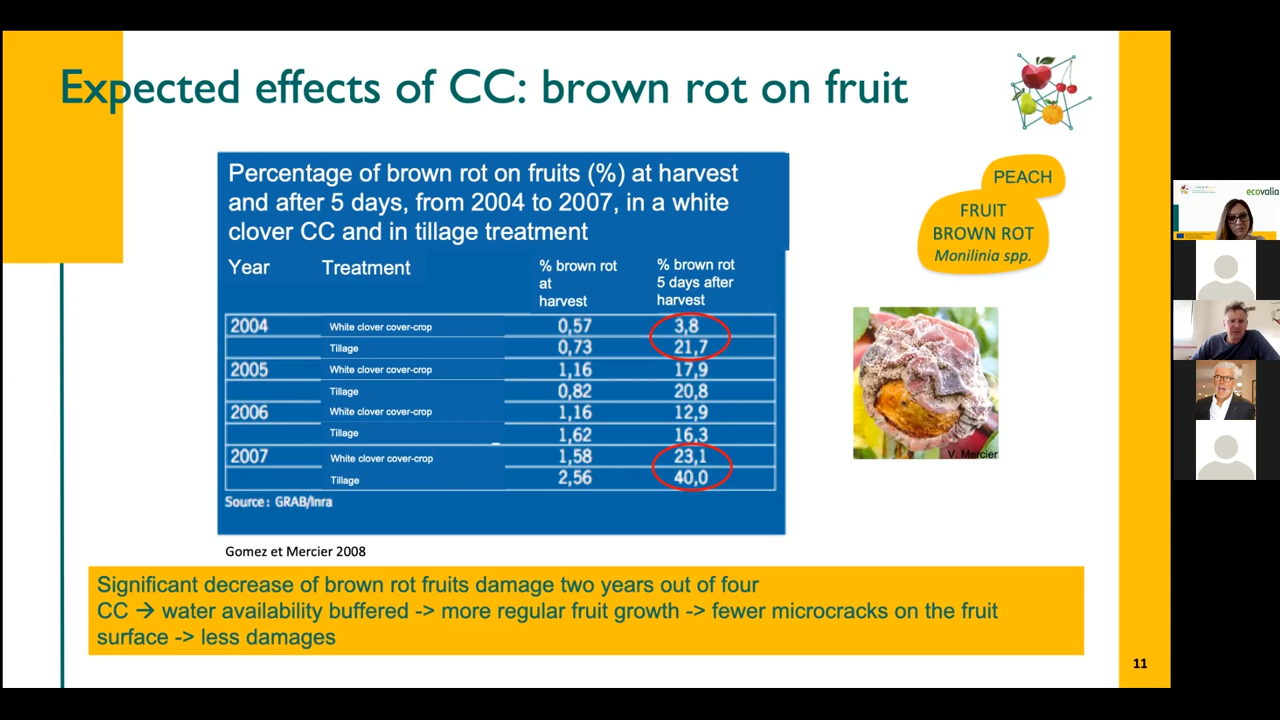 Expected effects of CC: brown rot on fruit
Percentage of brown rot on fruits (%) at harvest
and after 5 days, from 2004 to 2007, in a white
clover CC and in tillage treatment
Year Treatment % brown rot at harvest % brown rot 5 days after harvest
2004 White clover cover-crop 0,57 3,8
Tillage 0,73 21,7
2005 White clover cover-crop 1,16 17,9
Tillage 0,82 20,8
2006 White clover cover-crop 1,16 12,9
Tillage 1,62 16,3
2007 White clover cover-crop 1,58 23,1
Tillage 2,56 40,0
Source : GRAB/Inra
Gomez et Mercier 2008
PEACH
FRUIT
BROWN ROT
Monilinia spp.
V. Mercier
Significant decrease of brown rot fruits damage two years out of four
CC → water availability buffered -> more regular fruit growth -> fewer microcracks on the fruit
surface -> less damages
11
ecovalia